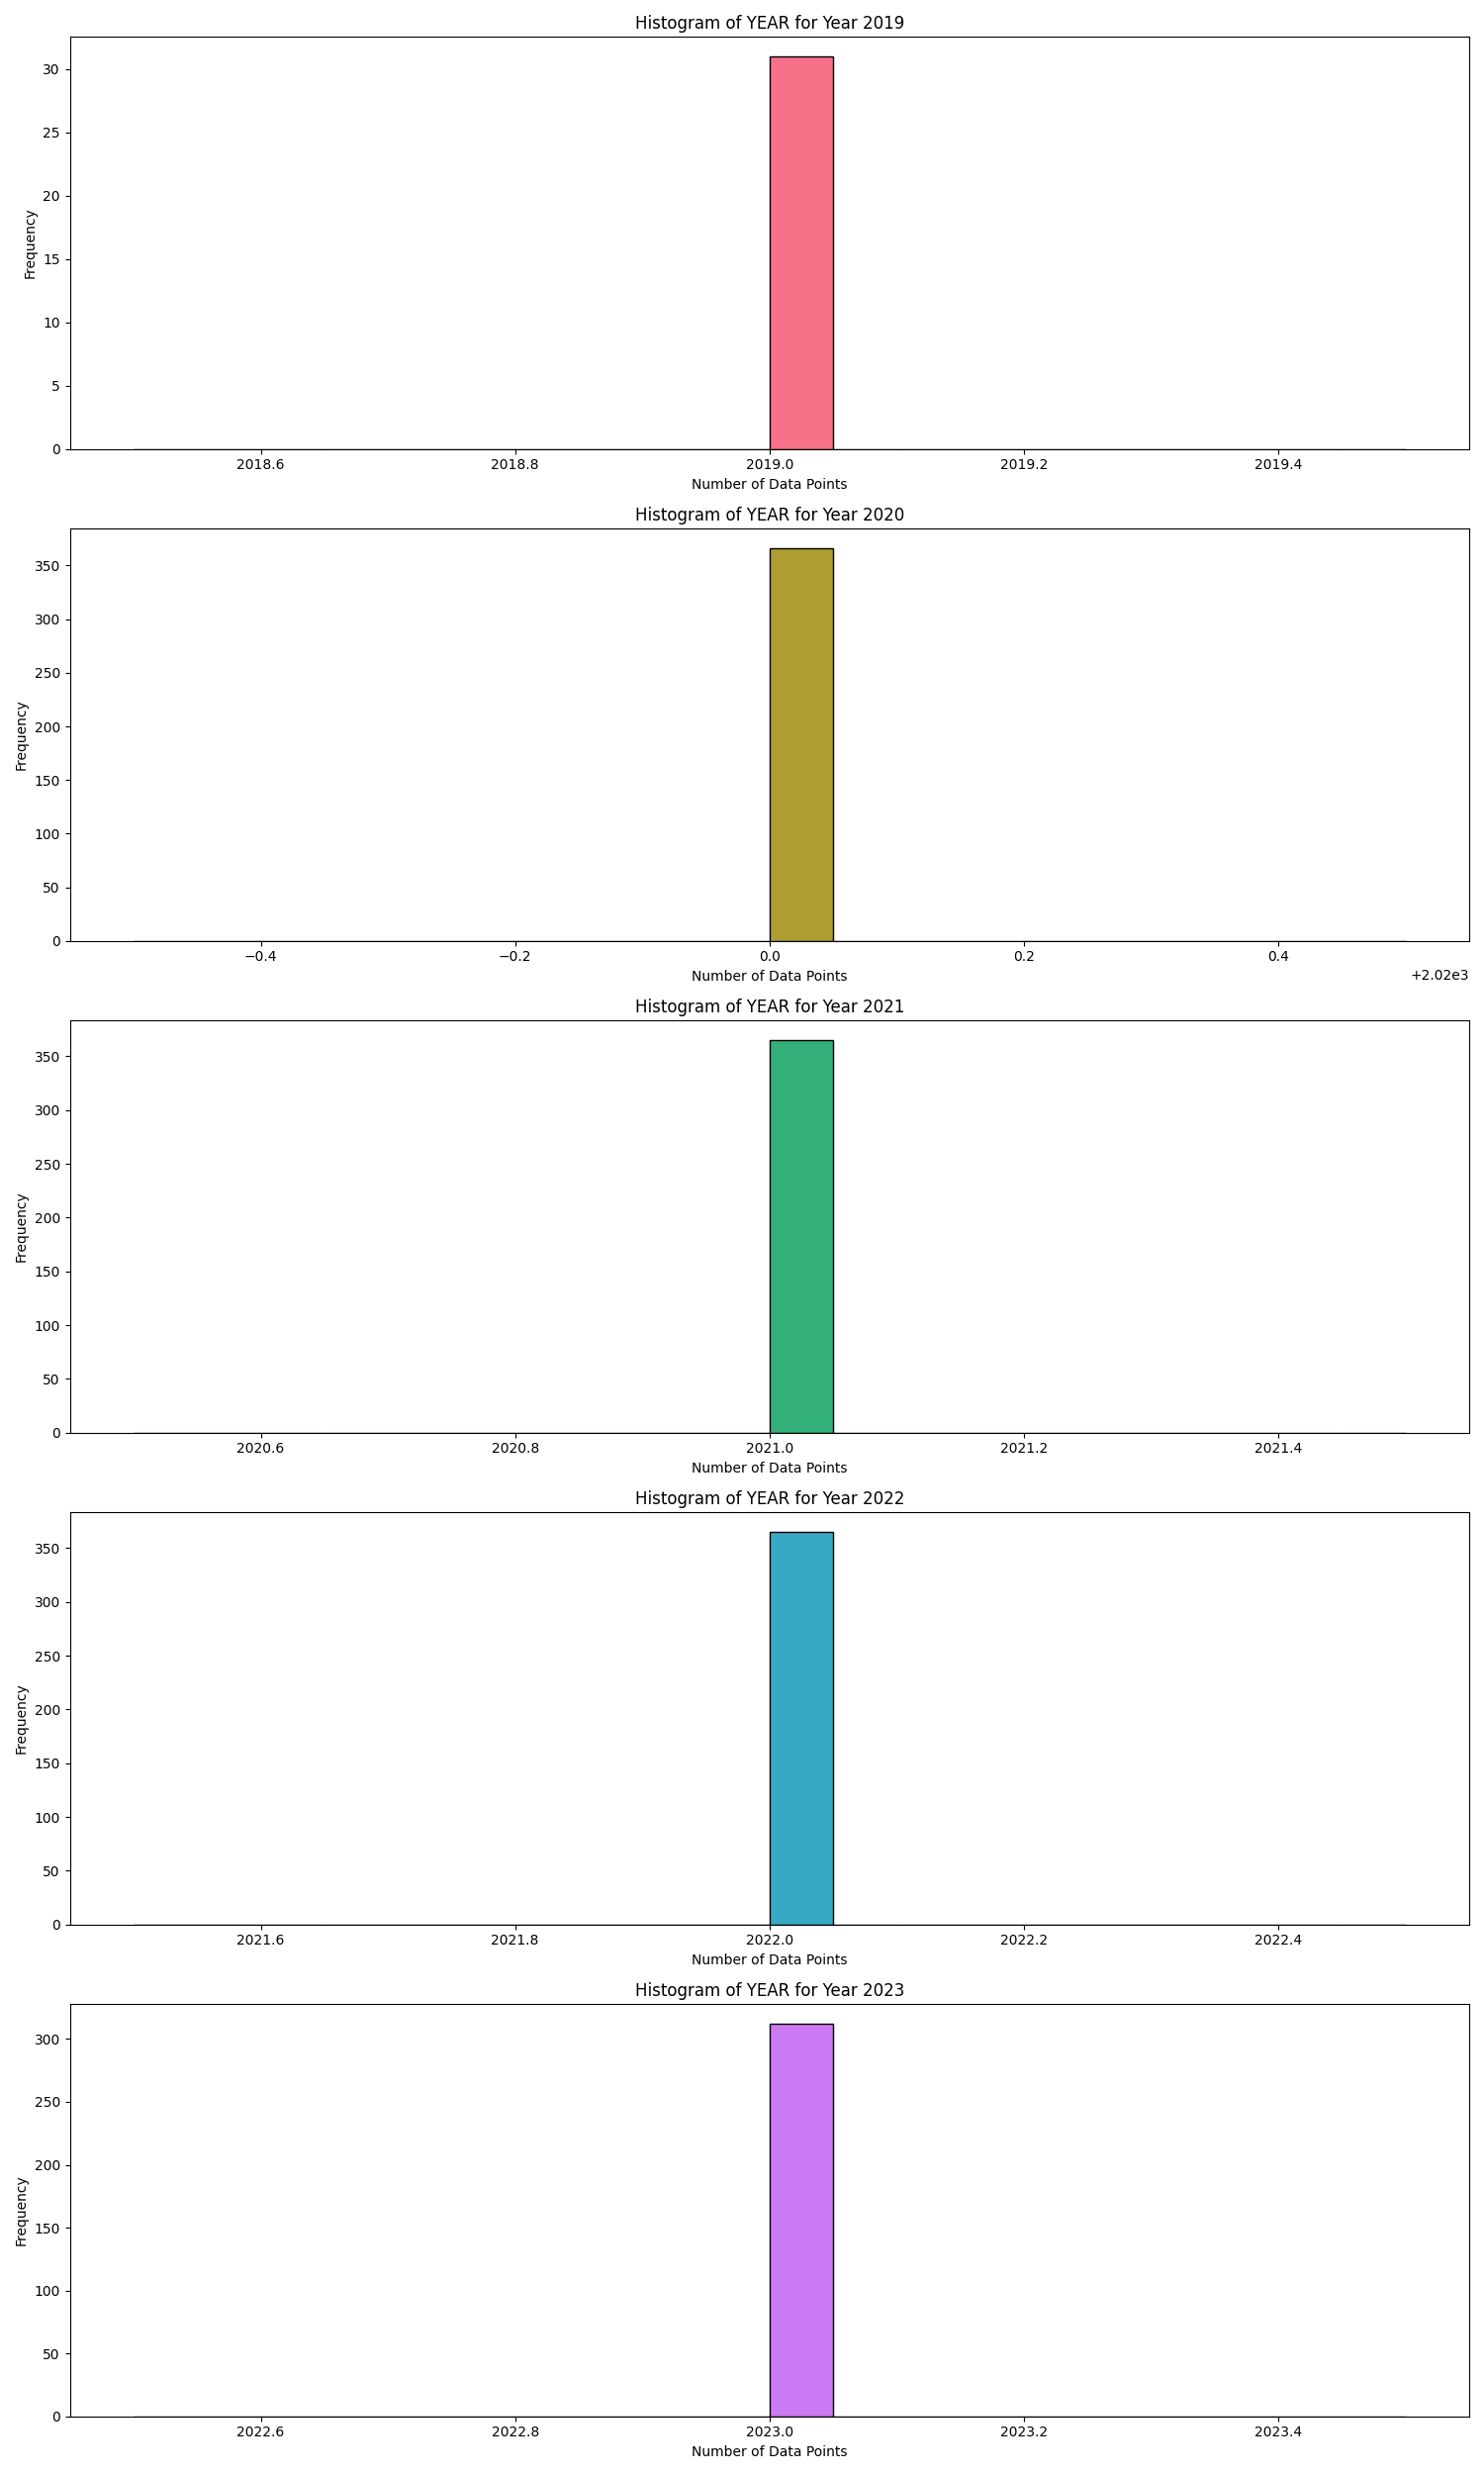 Histogram of YEAR for Year 2019
30
25
20
15
10
5
0
Frequency
2018.6 2018.8 2019.0 2019.2 2019.4
Number of Data Points
Histogram of YEAR for Year 2020
350
300
250
200
150
100
50
0
Frequency
−0.4 −0.2 0.0 0.2 0.4
Number of Data Points
+2.02e3
Histogram of YEAR for Year 2021
350
300
250
200
150
100
50
0
Frequency
2020.6 2020.8 2021.0 2021.2 2021.4
Number of Data Points
Histogram of YEAR for Year 2022
350
300
250
200
150
100
50
0
Frequency
2021.6 2021.8 2022.0 2022.2 2022.4
Number of Data Points
Histogram of YEAR for Year 2023
300
250
200
150
100
50
0
Frequency
2022.6 2022.8 2023.0 2023.2 2023.4
Number of Data Points